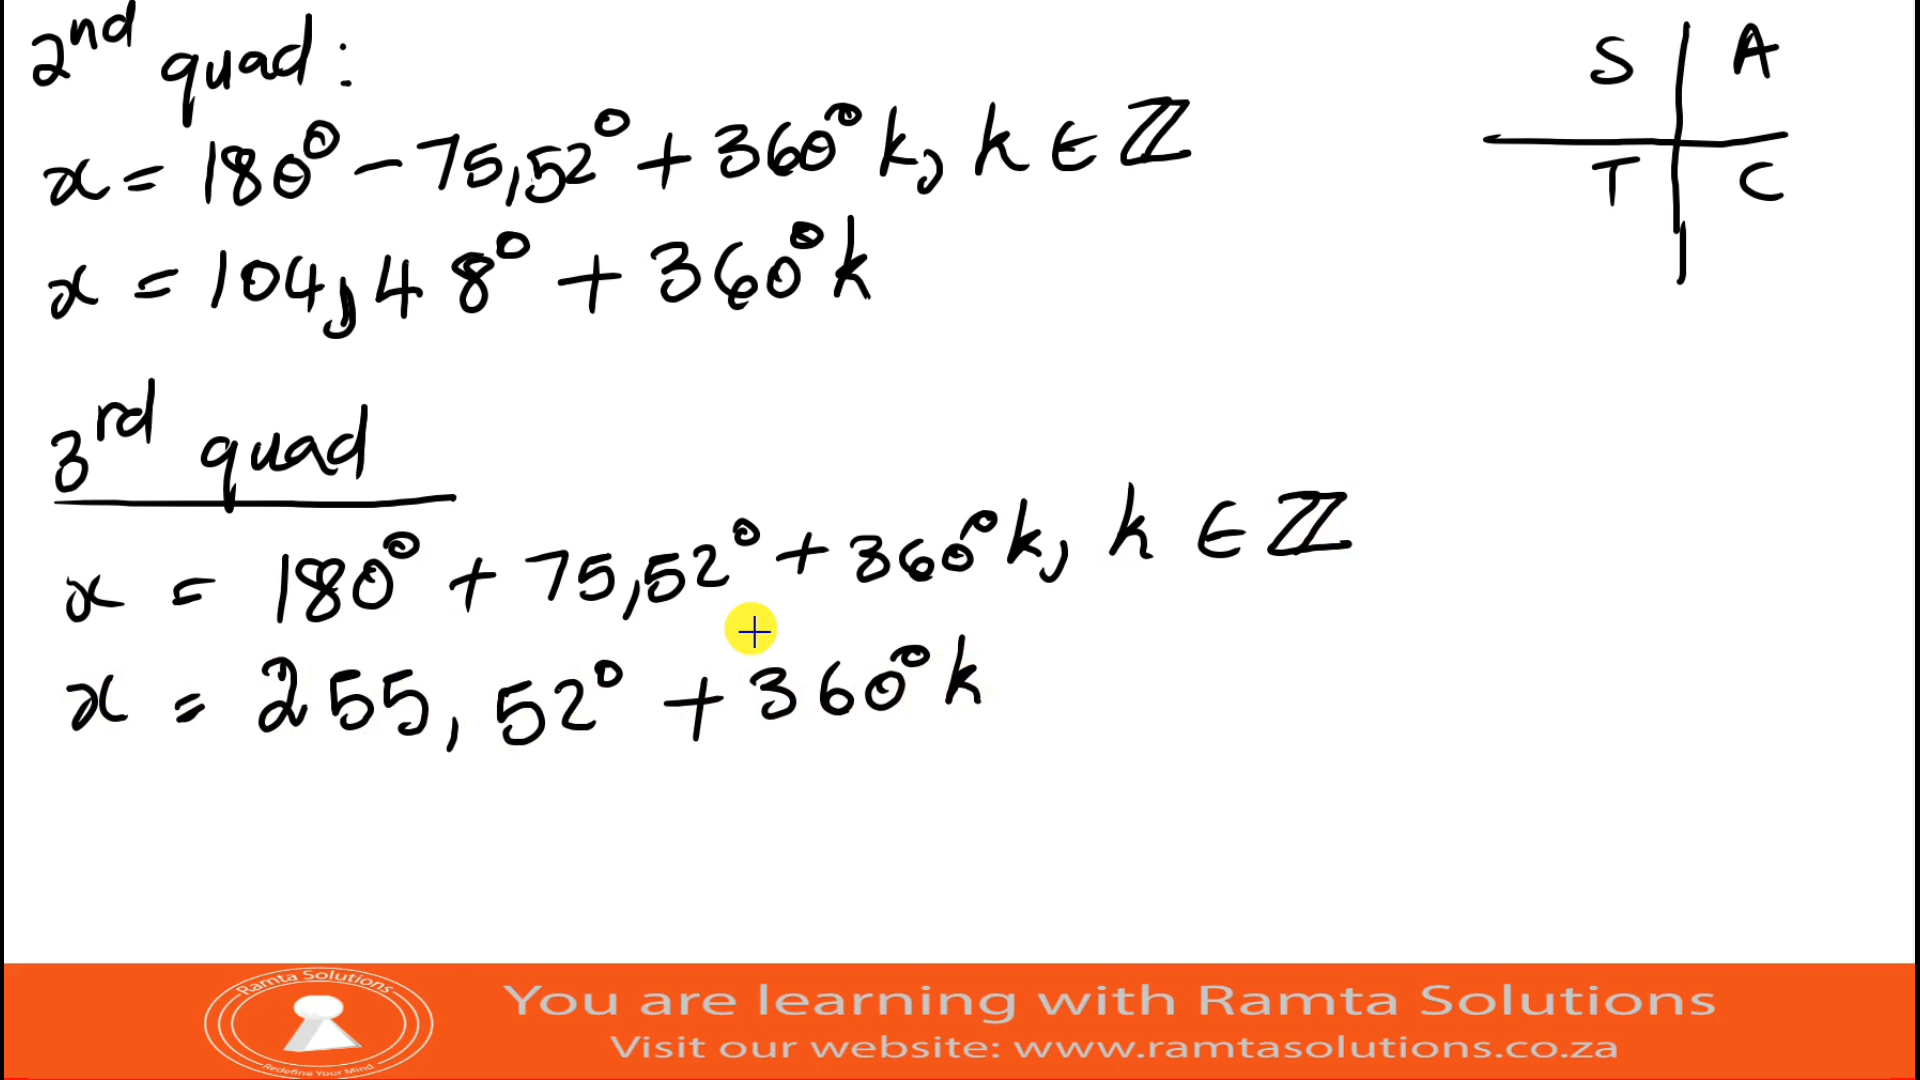 2nd quad:
S A
x = 180° - 75,52° + 360°k, k ∈ ℤ
T C
x = 104,48° + 360°k
3rd quad
x = 180° + 75,52° + 360°k, k ∈ ℤ
x = 255,52° + 360°k
Ramta Solutions
You are learning with Ramta Solutions
Visit our website: www.ramtasolutions.co.za
Redefine Your Mind